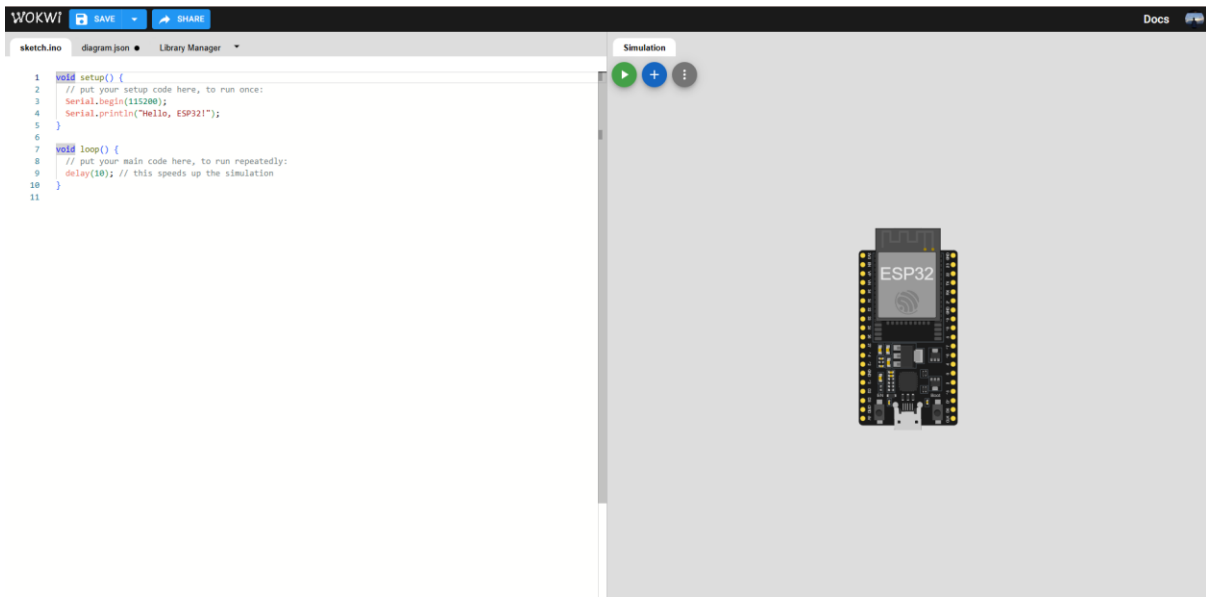 WOKWI SAVE SHARE Docs
sketch.ino diagram.json Library Manager Simulation
1 void setup() {
2 // put your setup code here, to run once:
3 Serial.begin(115200);
4 Serial.println("Hello, ESP32!");
5 }
6
7 void loop() {
8 // put your main code here, to run repeatedly:
9 delay(10); // this speeds up the simulation
10 }
11
ESP32